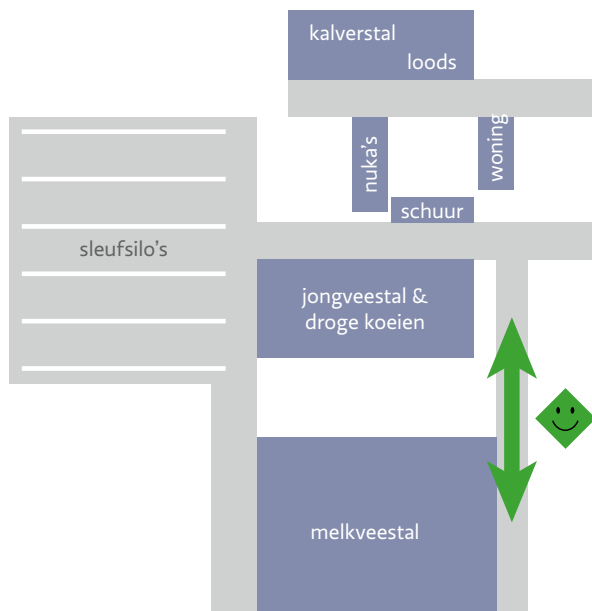 kalverstal
loods
nuka's
woning
schuur
sleufsilo's
jongveestal &
droge koeien
melkveestal